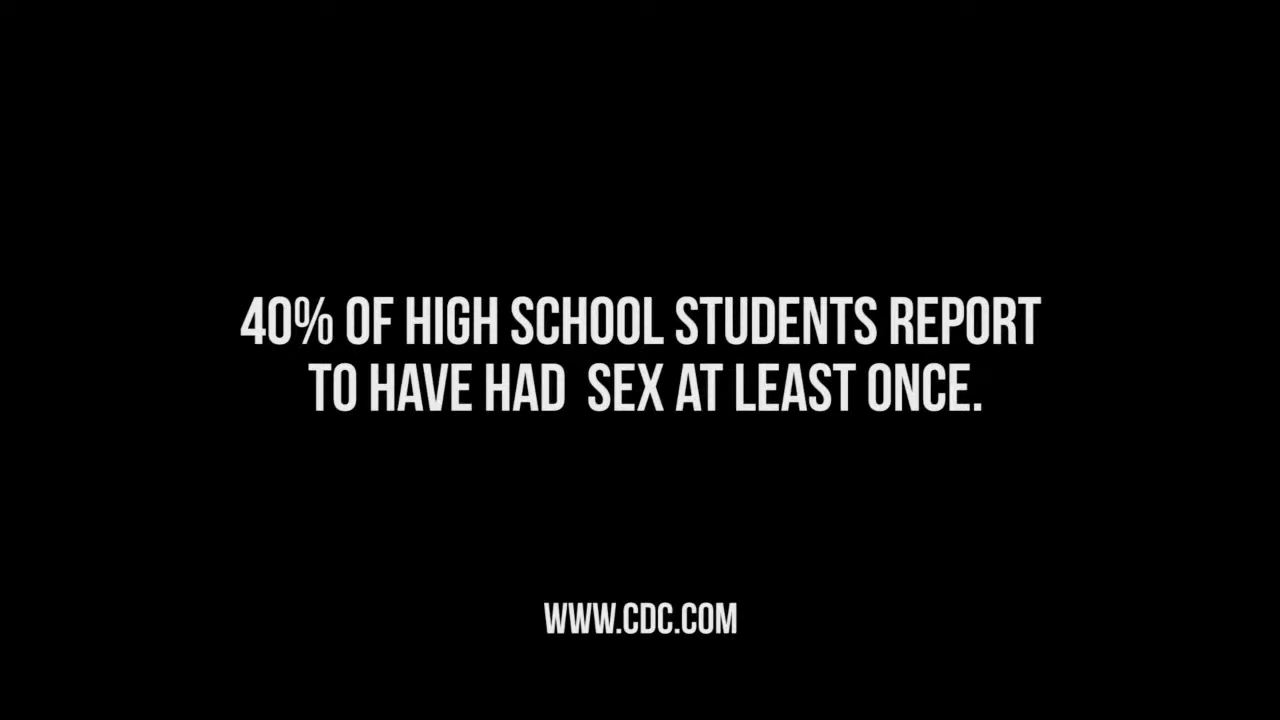 40% OF HIGH SCHOOL STUDENTS REPORT
TO HAVE HAD SEX AT LEAST ONCE.
WWW.CDC.COM